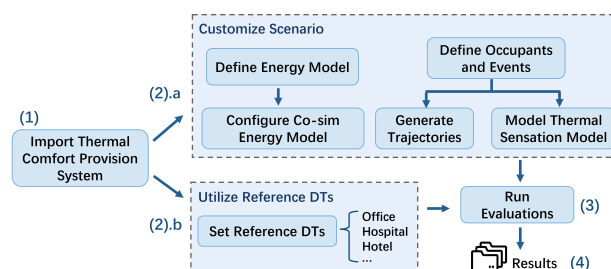 Customize Scenario
Define Energy Model
Define Occupants
and Events
(2).a
(1)
Configure Co-sim
Energy Model
Generate
Trajectories
Model Thermal
Sensation Model
Import Thermal
Comfort Provision
System
(2).b
Utilize Reference DTs
Set Reference DTs
Office
Hospital
Hotel
...
Run
Evaluations
(3)
Results
(4)